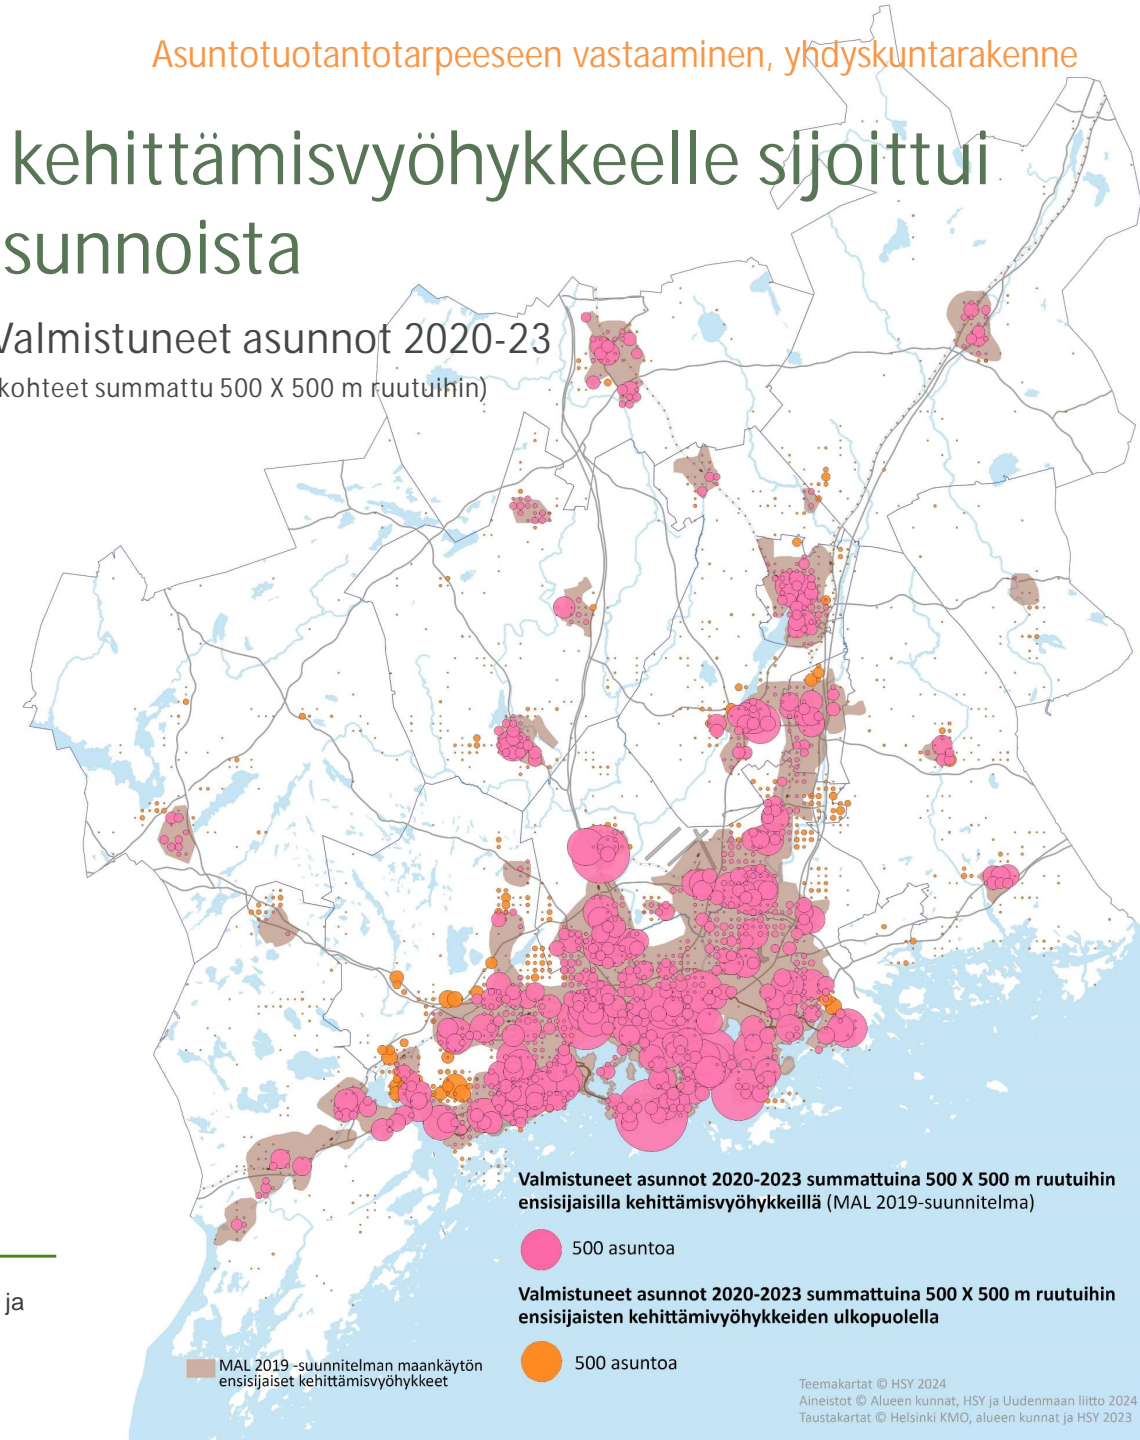 Asuntotuotantotarpeeseen vastaaminen, yhdyskuntarakenne
kehittämisvyöhykkeelle sijoittui
sunnoista
Valmistuneet asunnot 2020-23
kohteet summattu 500 X 500 m ruutuihin)
Valmistuneet asunnot 2020-2023 summattuina 500 X 500 m ruutuihin
ensisijaisilla kehittämisvyöhykkeillä (MAL 2019-suunnitelma)
500 asuntoa
Valmistuneet asunnot 2020-2023 summattuina 500 X 500 m ruutuihin
ensisijaisten kehittämivyöhykkeiden ulkopuolella
500 asuntoa
ja
MAL 2019 -suunnitelman maankäytön
ensisijaiset kehittämisvyöhykkeet
Teemakartat © HSY 2024
Aineistot © Alueen kunnat, HSY ja Uudenmaan liitto 2024
Taustakartat © Helsinki KMO, alueen kunnat ja HSY 2023